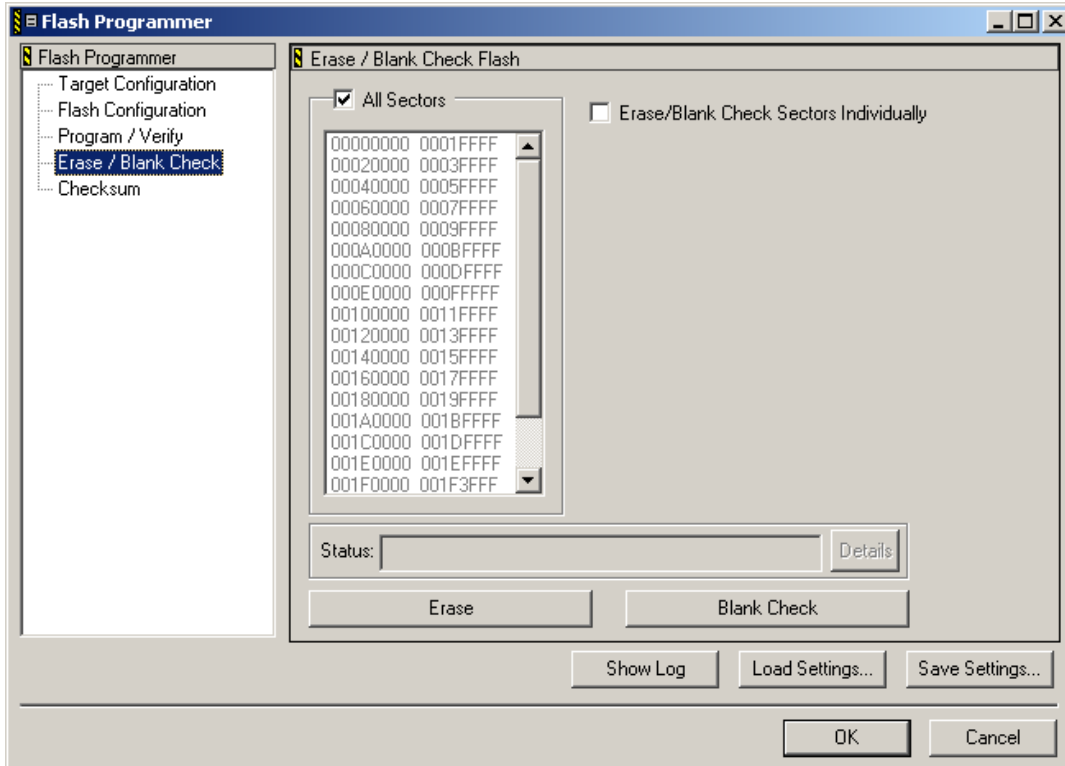 Flash Programmer
Flash Programmer
Target Configuration
Flash Configuration
Program / Verify
Erase / Blank Check
Checksum
Erase / Blank Check Flash
All Sectors
Erase/Blank Check Sectors Individually
00000000 0001FFFF
00020000 0003FFFF
00040000 0005FFFF
00060000 0007FFFF
00080000 0009FFFF
000A0000 000BFFFF
000C0000 000DFFFF
000E0000 000FFFFF
00100000 0011FFFF
00120000 0013FFFF
00140000 0015FFFF
00160000 0017FFFF
00180000 0019FFFF
001A0000 001BFFFF
001C0000 001DFFFF
001E0000 001EFFFF
001F0000 001F3FFF
Status:
Details
Erase
Blank Check
Show Log
Load Settings...
Save Settings...
OK
Cancel